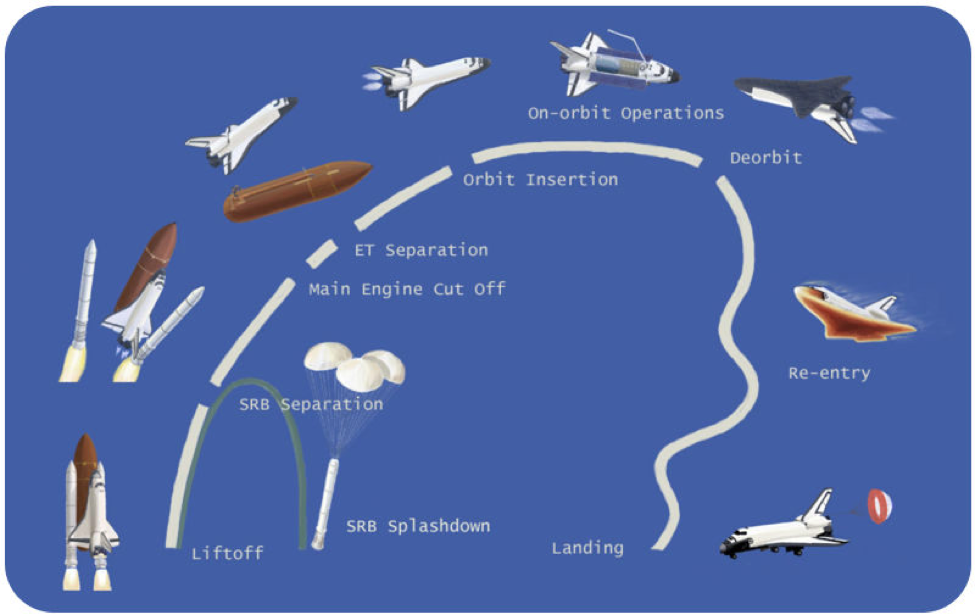 On-orbit Operations
Deorbit
Orbit Insertion
ET Separation
Main Engine Cut Off
Re-entry
SRB Separation
SRB Splashdown
Liftoff
Landing